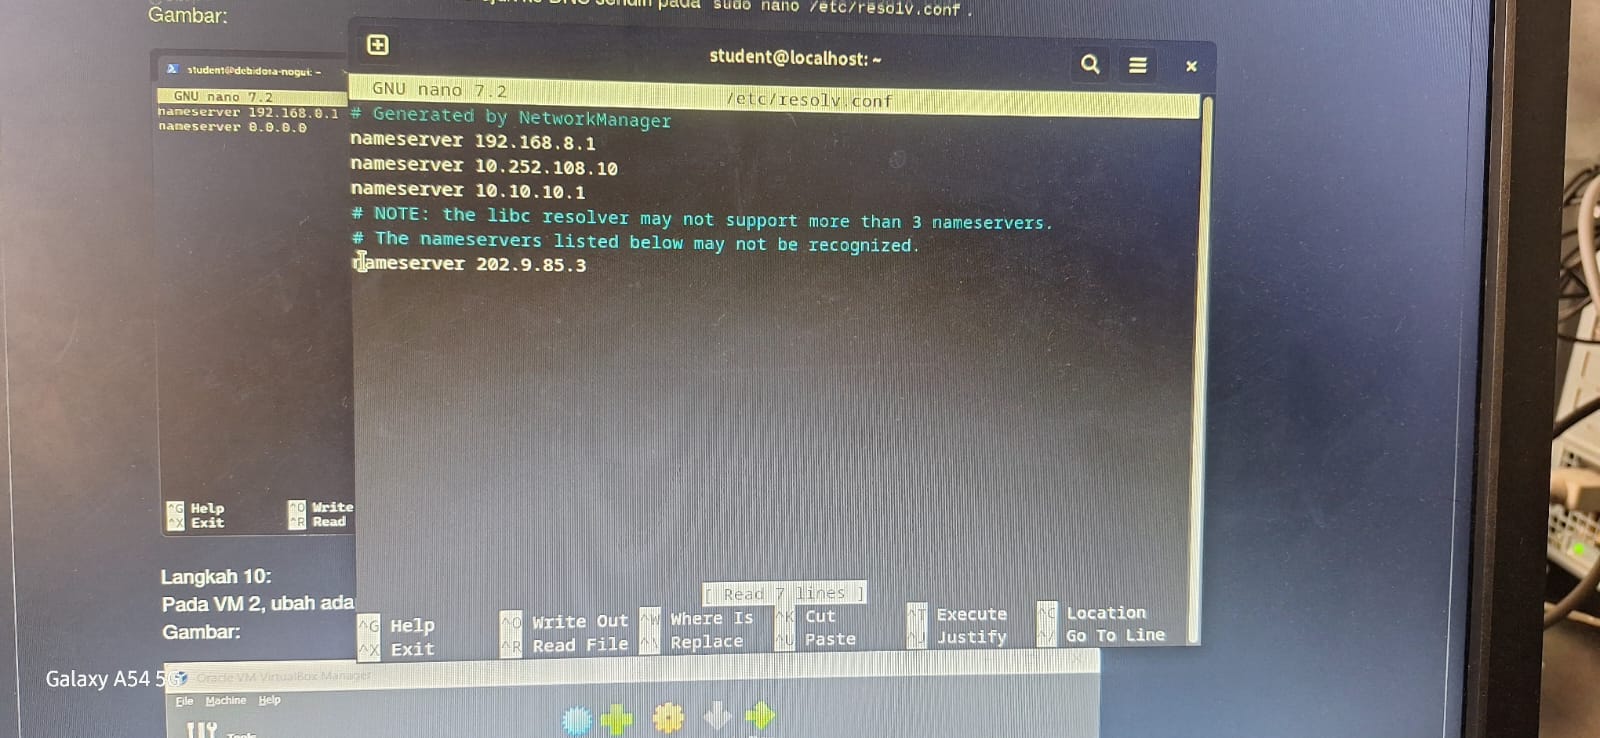 pada sudo nano /etc/resolv.conf.
Gambar:
student@debidora-nogui: ~
GNU nano 7.2
nameserver 192.168.0.1
nameserver 8.8.8.8
student@localhost: ~
GNU nano 7.2 /etc/resolv.conf
# Generated by NetworkManager
nameserver 192.168.8.1
nameserver 10.252.108.10
nameserver 10.10.10.1
# NOTE: the libc resolver may not support more than 3 nameservers.
# The nameservers listed below may not be recognized.
nameserver 202.9.85.3
[ Read 7 lines ]
^G Help ^O Write Out ^W Where Is ^K Cut ^T Execute ^C Location
^X Exit ^R Read File ^\ Replace ^U Paste ^J Justify ^/ Go To Line
^G Help ^O Write
^X Exit ^R Read
Langkah 10:
Pada VM 2, ubah ada
Gambar:
Oracle VM VirtualBox Manager
File Machine Help
Tools
Galaxy A54 5G